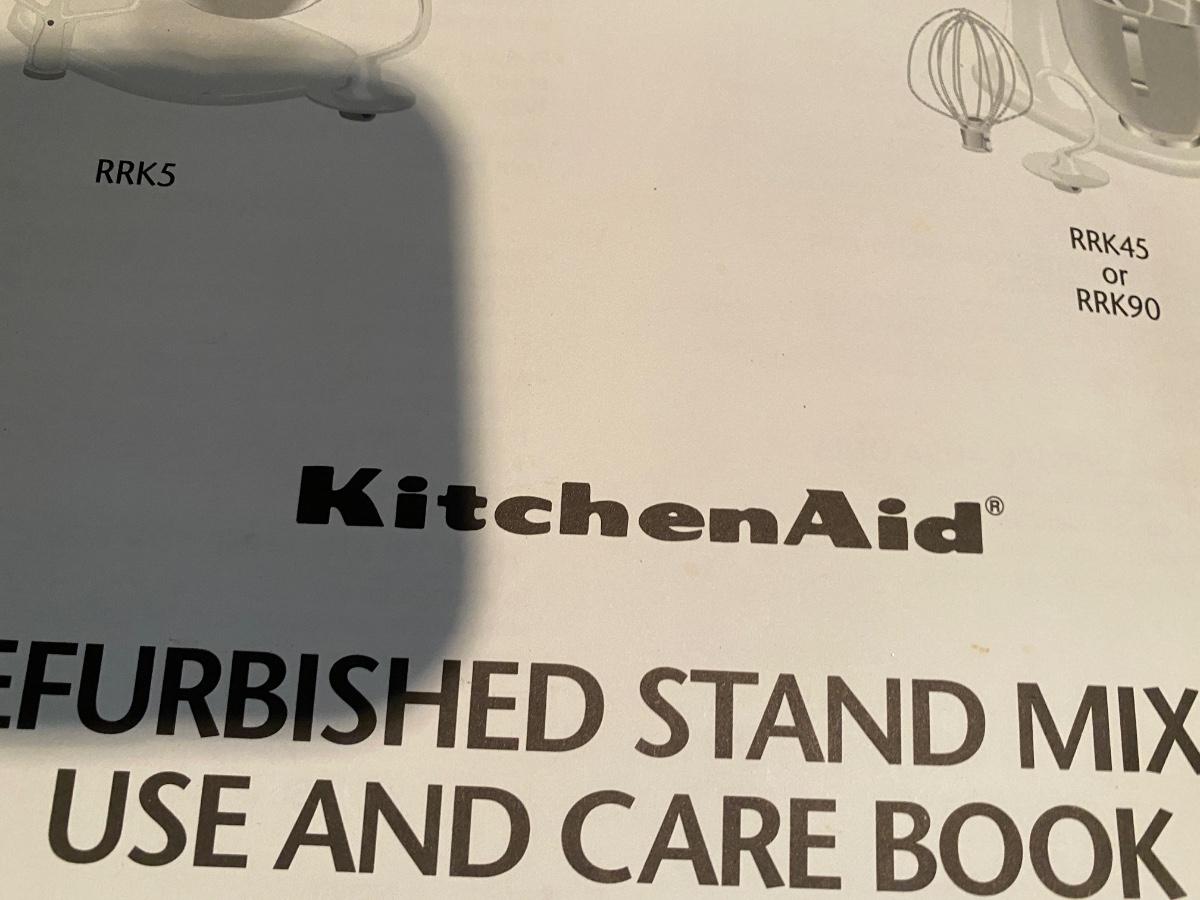 RRK5
RRK45
or
RRK90
KitchenAid®
EFURBISHED STAND MIX
USE AND CARE BOOK